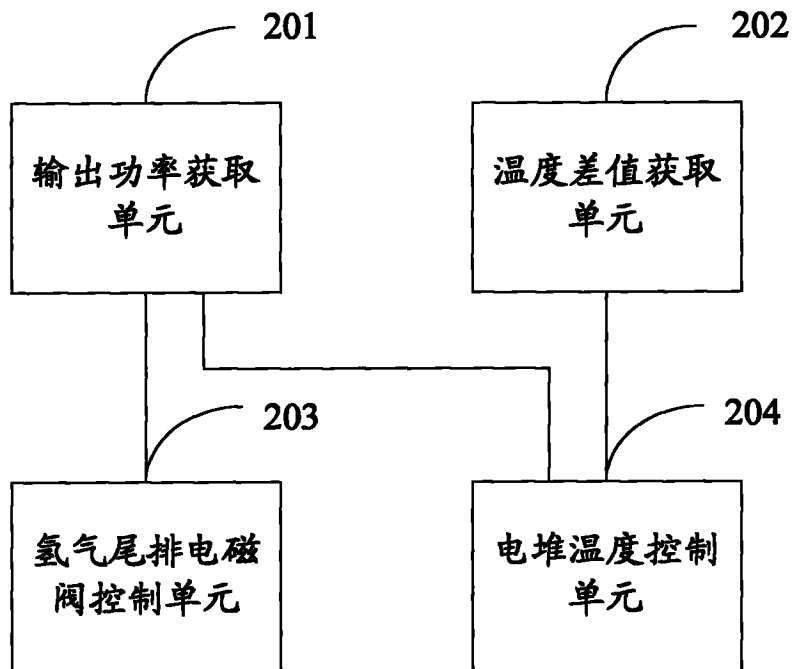 201
202
输出功率获取
单元
温度差值获取
单元
203
204
氢气尾排电磁
阀控制单元
电堆温度控制
单元